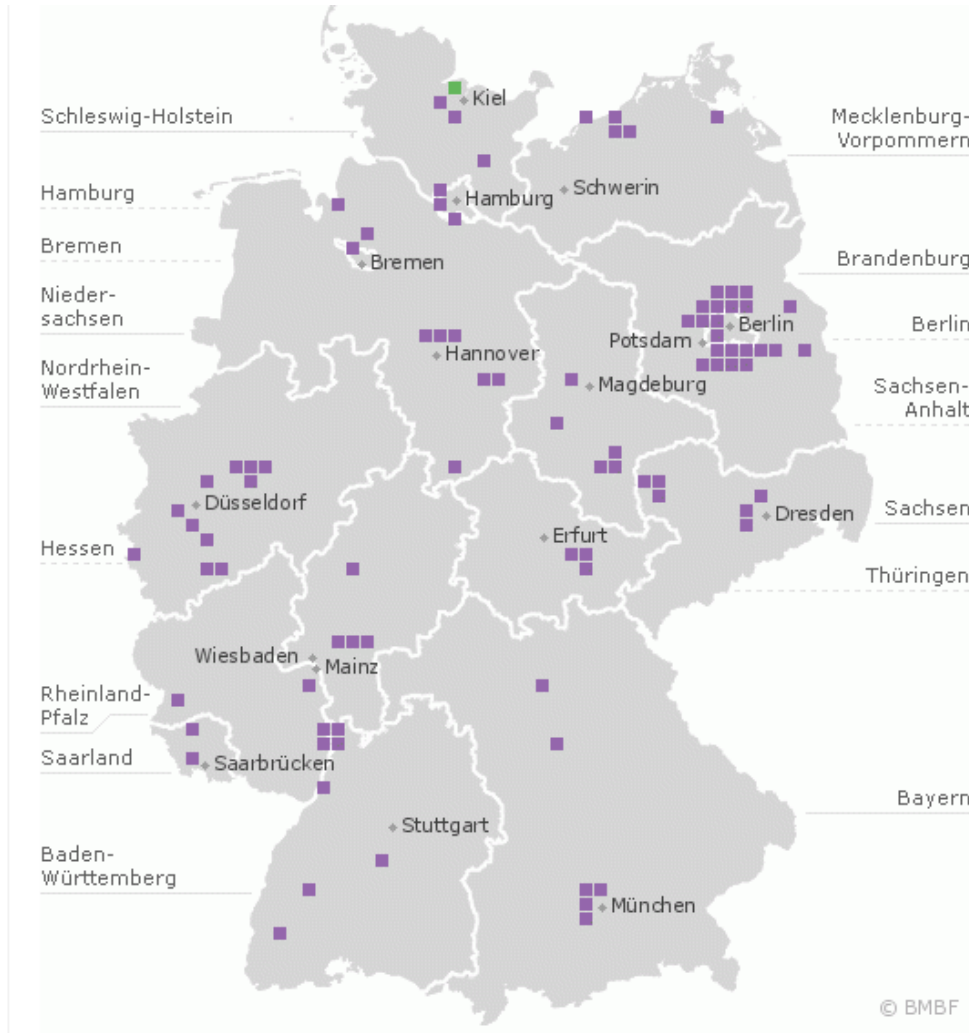 Kiel
Schleswig-Holstein
Mecklenburg-
Vorpommern
Hamburg
Hamburg
Schwerin
Bremen
Bremen
Brandenburg
Nieder-
sachsen
Berlin
Berlin
Potsdam
Hannover
Nordrhein-
Westfalen
Magdeburg
Sachsen-
Anhalt
Düsseldorf
Dresden
Sachsen
Hessen
Erfurt
Thüringen
Wiesbaden
Mainz
Rheinland-
Pfalz
Saarland
Saarbrücken
Bayern
Stuttgart
Baden-
Württemberg
München
© BMBF